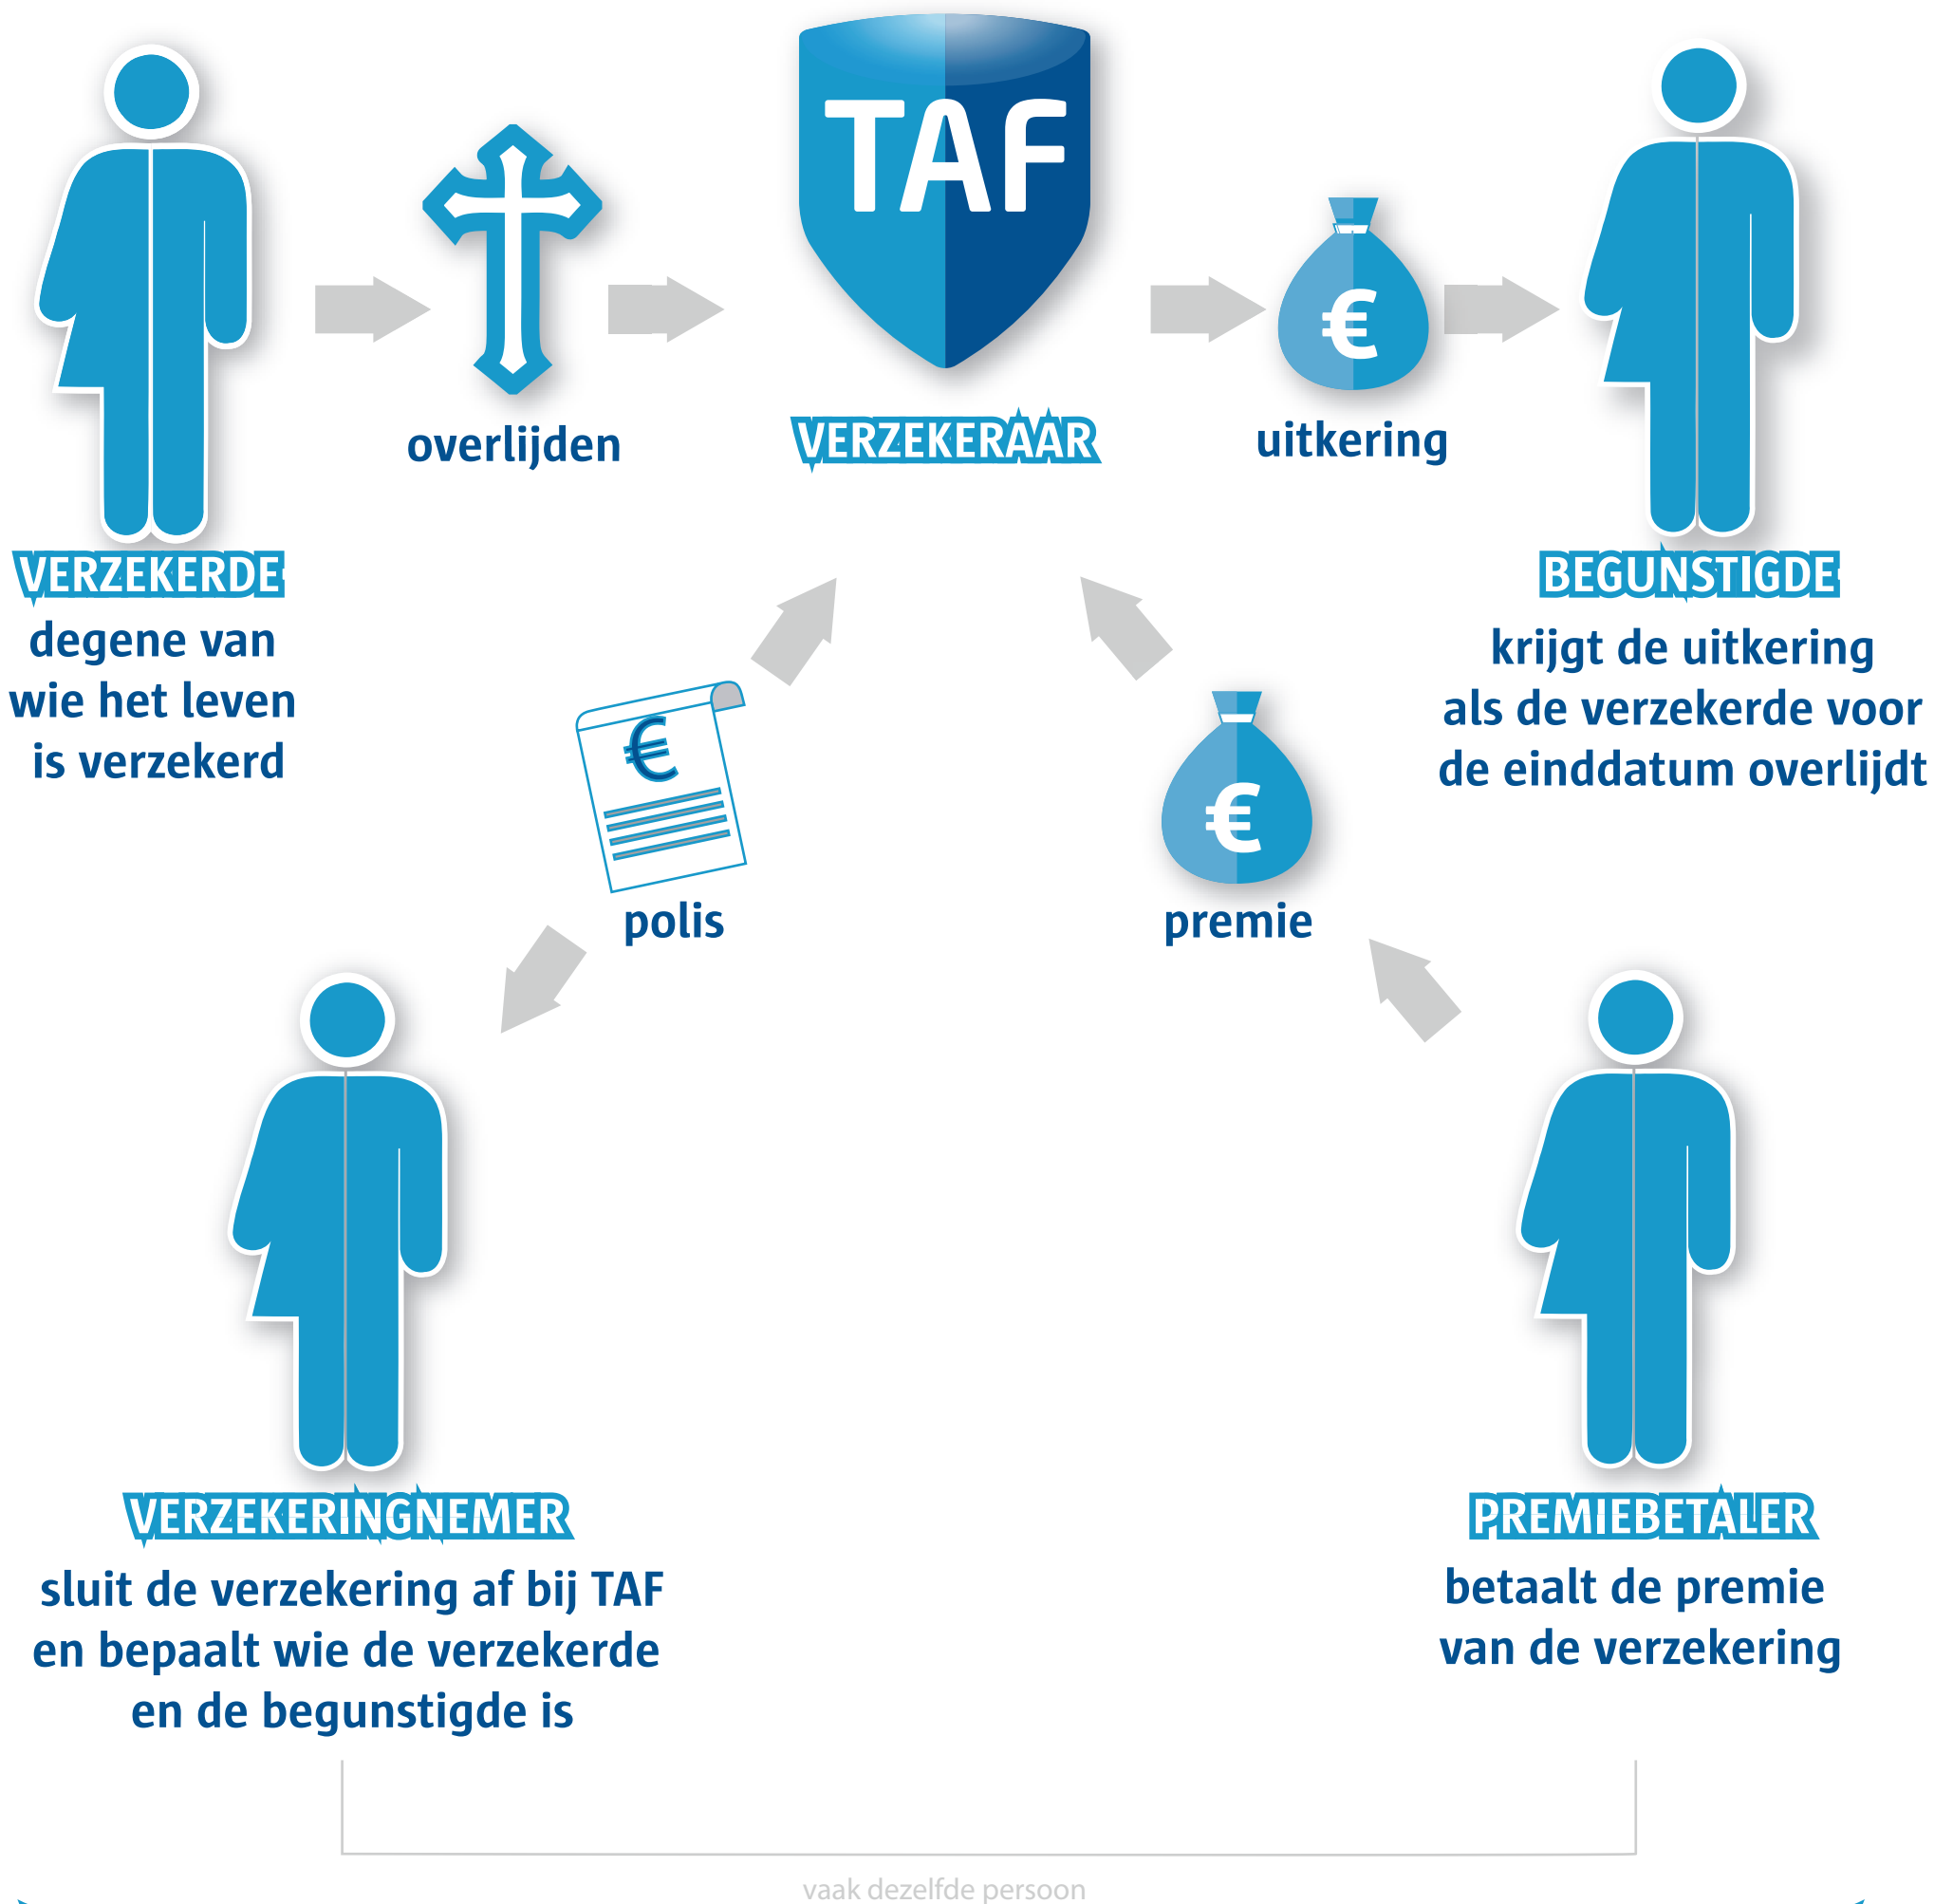 TAF
overlijden
VERZEKERAAR
uitkering
VERZEKERDE
degene van
wie het leven
is verzekerd
BEGUNSTIGDE
krijgt de uitkering
als de verzekerde voor
de einddatum overlijdt
€
€
€
polis
premie
VERZEKERINGNEMER
sluit de verzekering af bij TAF
en bepaalt wie de verzekerde
en de begunstigde is
PREMIEBETALER
betaalt de premie
van de verzekering
vaak dezelfde persoon